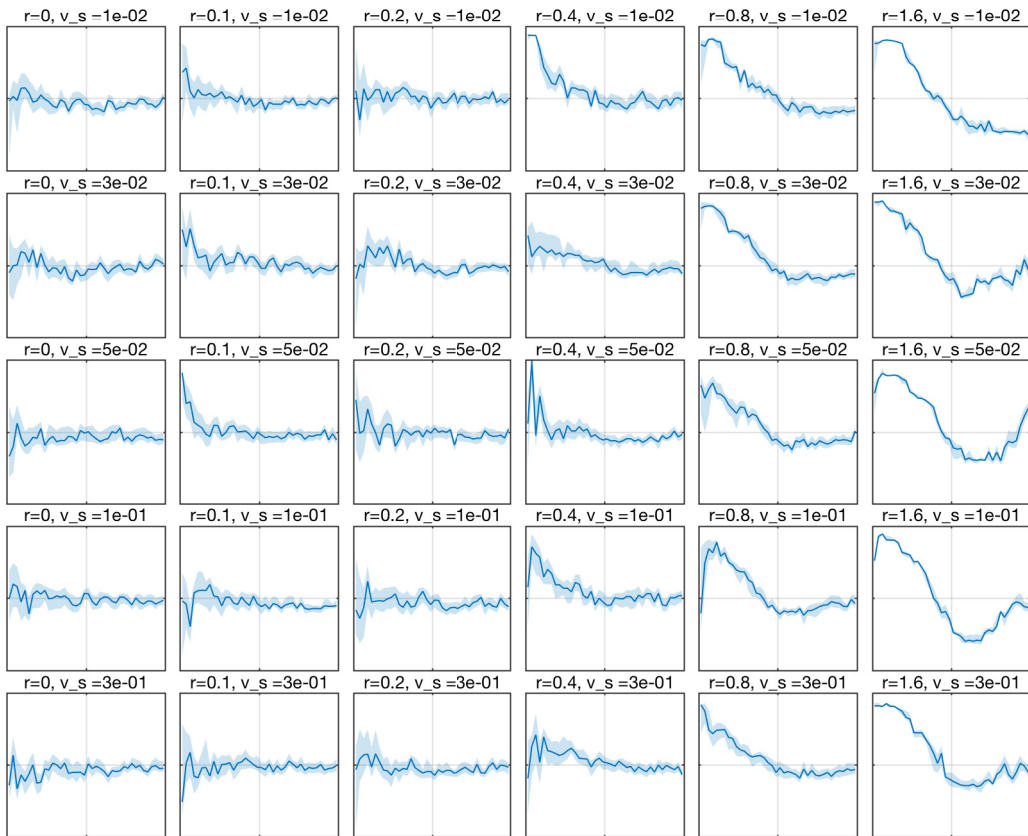 r=0, v_s =1e-02 r=0.1, v_s =1e-02 r=0.2, v_s =1e-02 r=0.4, v_s =1e-02 r=0.8, v_s =1e-02 r=1.6, v_s =1e-02
r=0, v_s =3e-02 r=0.1, v_s =3e-02 r=0.2, v_s =3e-02 r=0.4, v_s =3e-02 r=0.8, v_s =3e-02 r=1.6, v_s =3e-02
r=0, v_s =5e-02 r=0.1, v_s =5e-02 r=0.2, v_s =5e-02 r=0.4, v_s =5e-02 r=0.8, v_s =5e-02 r=1.6, v_s =5e-02
r=0, v_s =1e-01 r=0.1, v_s =1e-01 r=0.2, v_s =1e-01 r=0.4, v_s =1e-01 r=0.8, v_s =1e-01 r=1.6, v_s =1e-01
r=0, v_s =3e-01 r=0.1, v_s =3e-01 r=0.2, v_s =3e-01 r=0.4, v_s =3e-01 r=0.8, v_s =3e-01 r=1.6, v_s =3e-01